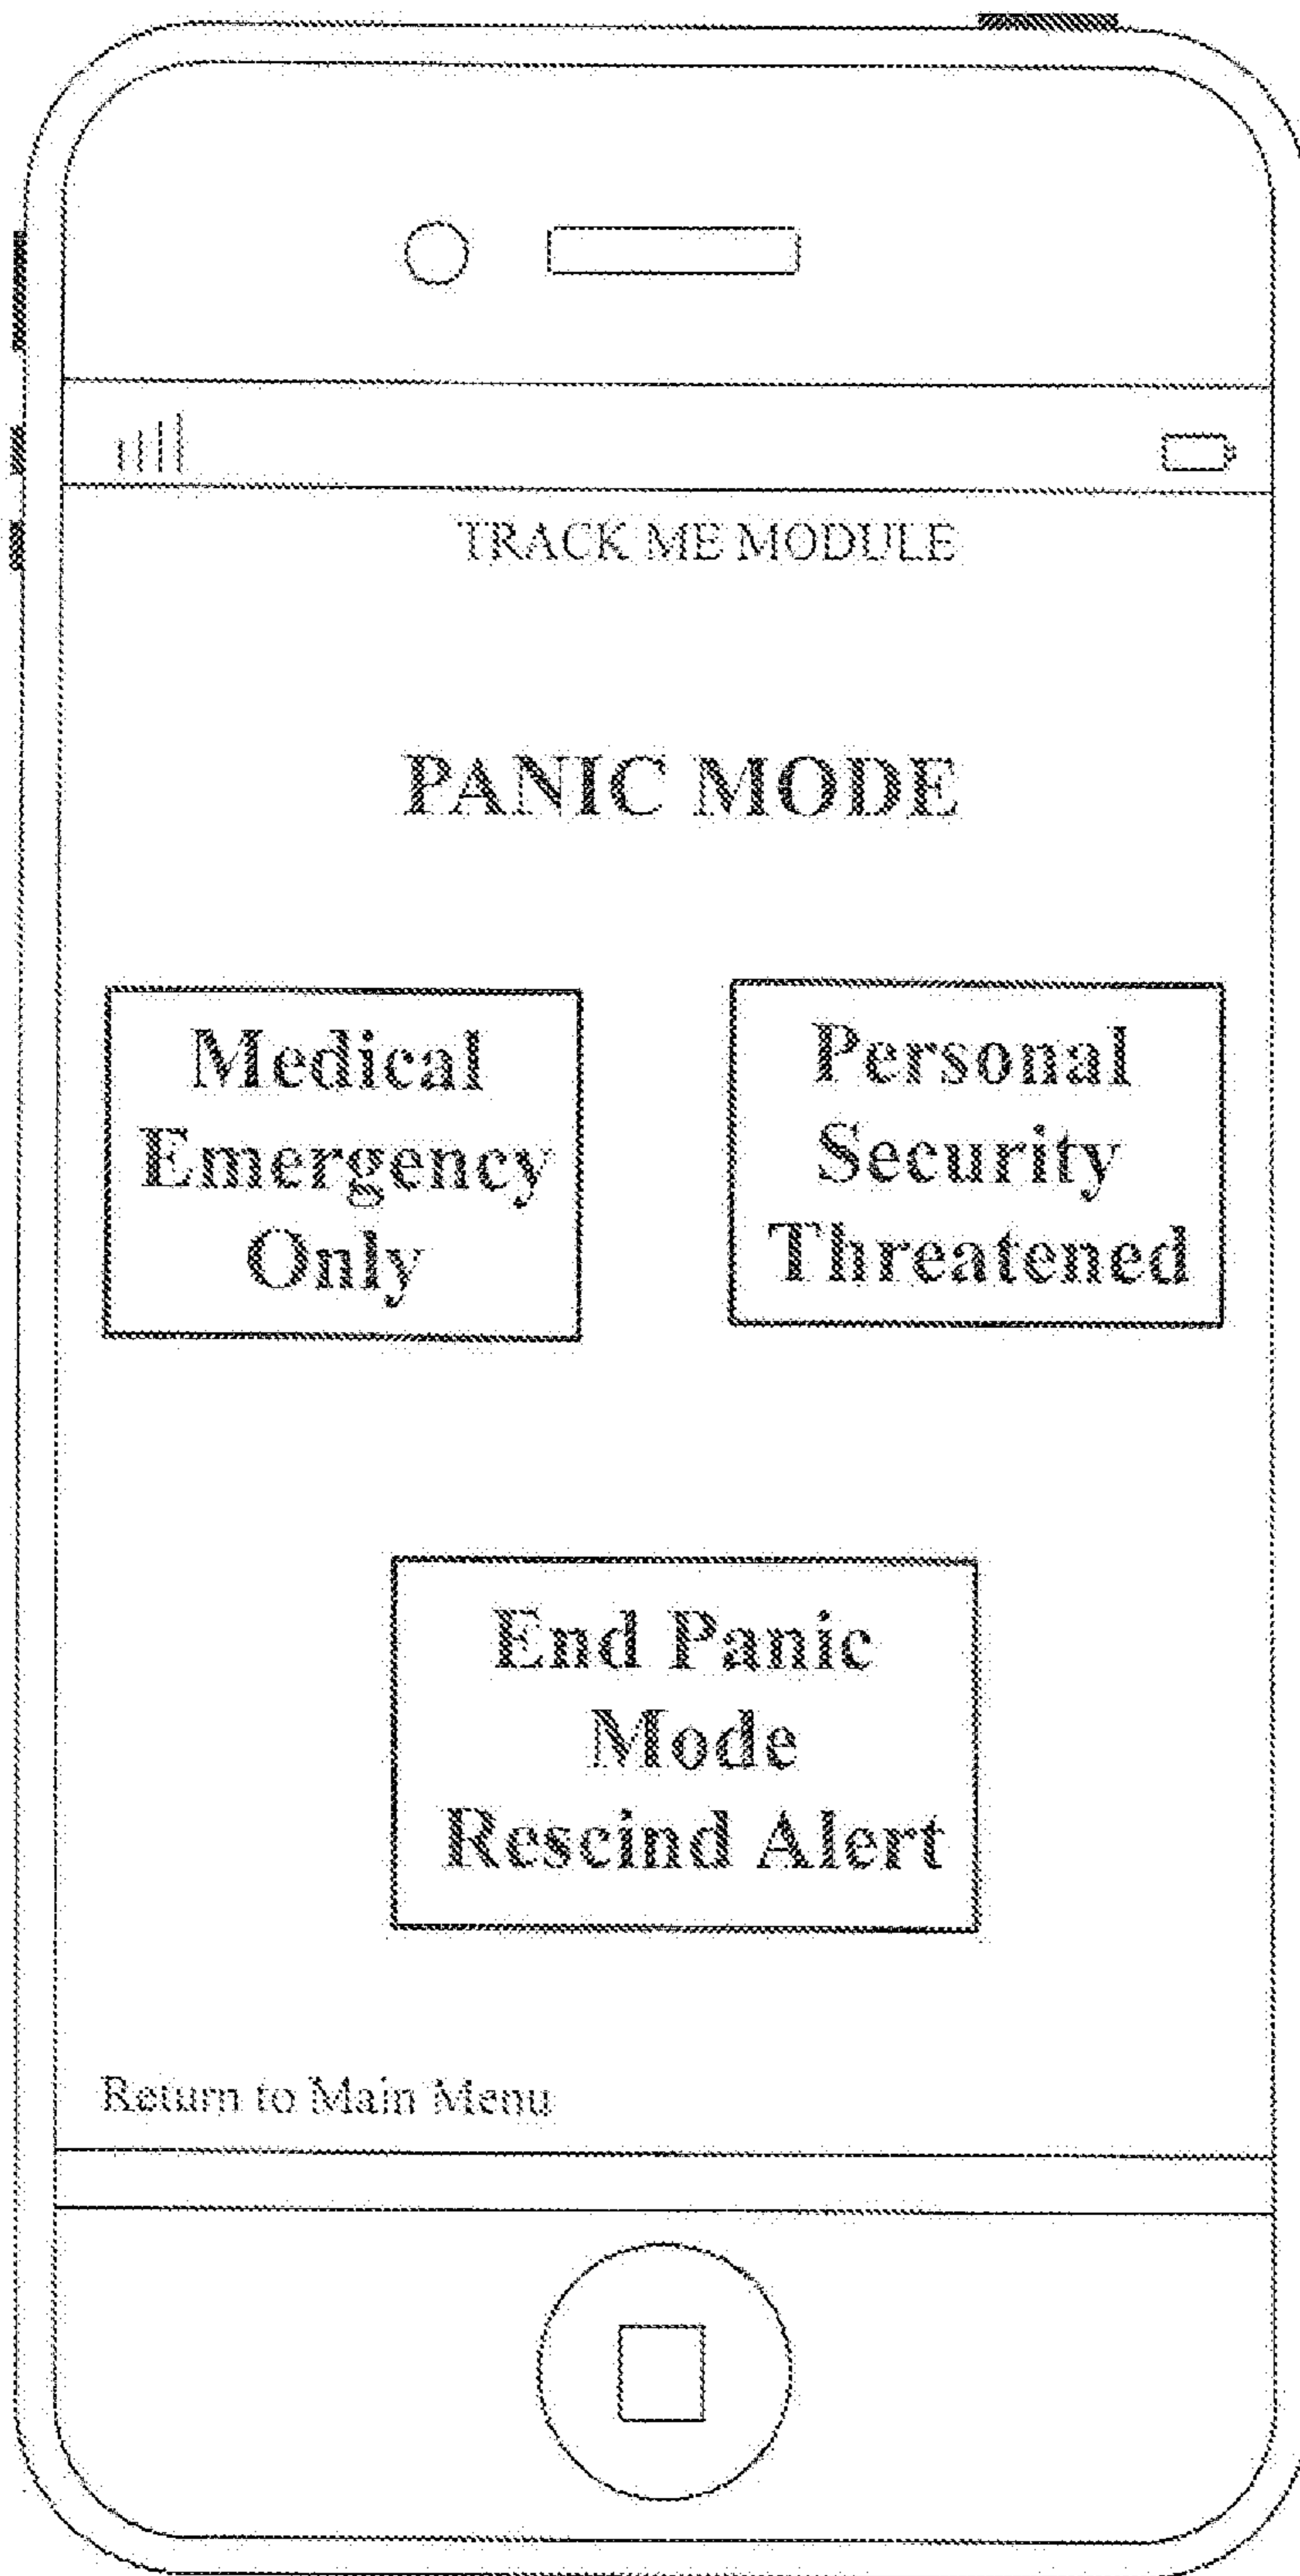 TRACK ME MODULE
PANIC MODE
Medical
Emergency
Only
Personal
Security
Threatened
End Panic
Mode
Rescind Alert
Return to Main Menu